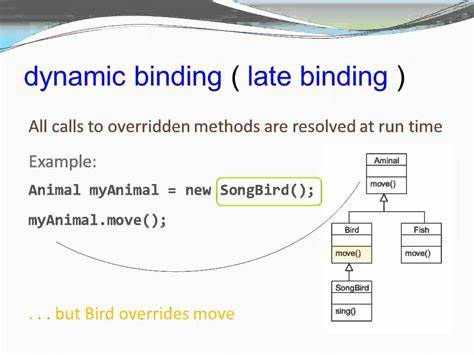 dynamic binding ( late binding )
All calls to overridden methods are resolved at run time
Example:
Animal myAnimal = new SongBird();
myAnimal.move();
Aminal
move()
Bird
move()
Fish
move()
SongBird
sing()
. . . but Bird overrides move